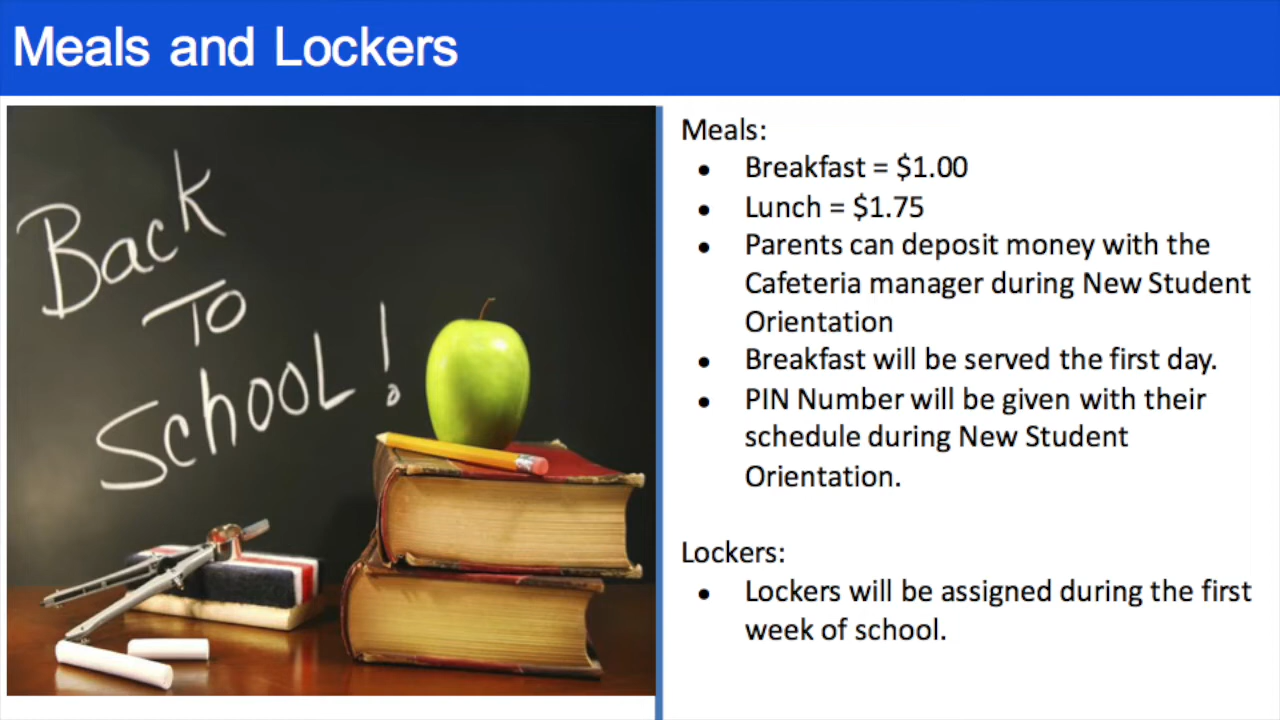 Meals and Lockers
Back
To
School!
Meals:
• Breakfast = $1.00
• Lunch = $1.75
• Parents can deposit money with the
Cafeteria manager during New Student
Orientation
• Breakfast will be served the first day.
• PIN Number will be given with their
schedule during New Student
Orientation.
Lockers:
• Lockers will be assigned during the first
week of school.